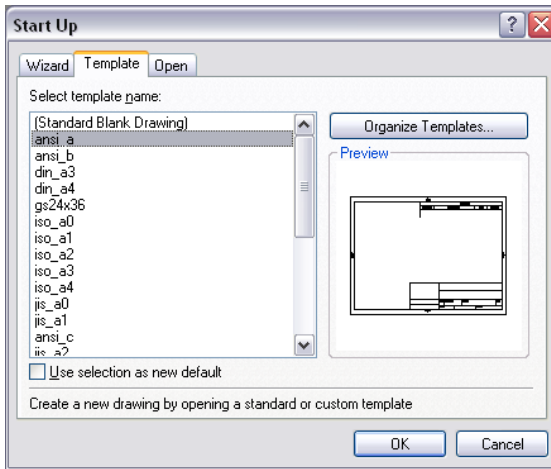 Start Up
Wizard Template Open
Select template name:
(Standard Blank Drawing)
ansi_a
ansi_b
din_a3
din_a4
gs24x36
iso_a0
iso_a1
iso_a2
iso_a3
iso_a4
jis_a0
jis_a1
ansi_c
jis_a2
Organize Templates...
Preview
Use selection as new default
Create a new drawing by opening a standard or custom template
OK Cancel